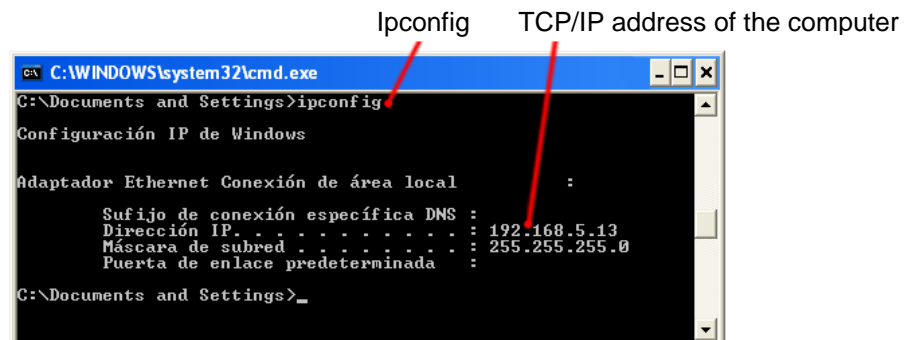 Ipconfig TCP/IP address of the computer
C:\WINDOWS\system32\cmd.exe
C:\Documents and Settings>ipconfig
Configuración IP de Windows
Adaptador Ethernet Conexión de área local :
Sufijo de conexión específica DNS :
Dirección IP. . . . . . . . . . . : 192.168.5.13
Máscara de subred . . . . . . . . : 255.255.255.0
Puerta de enlace predeterminada :
C:\Documents and Settings>_